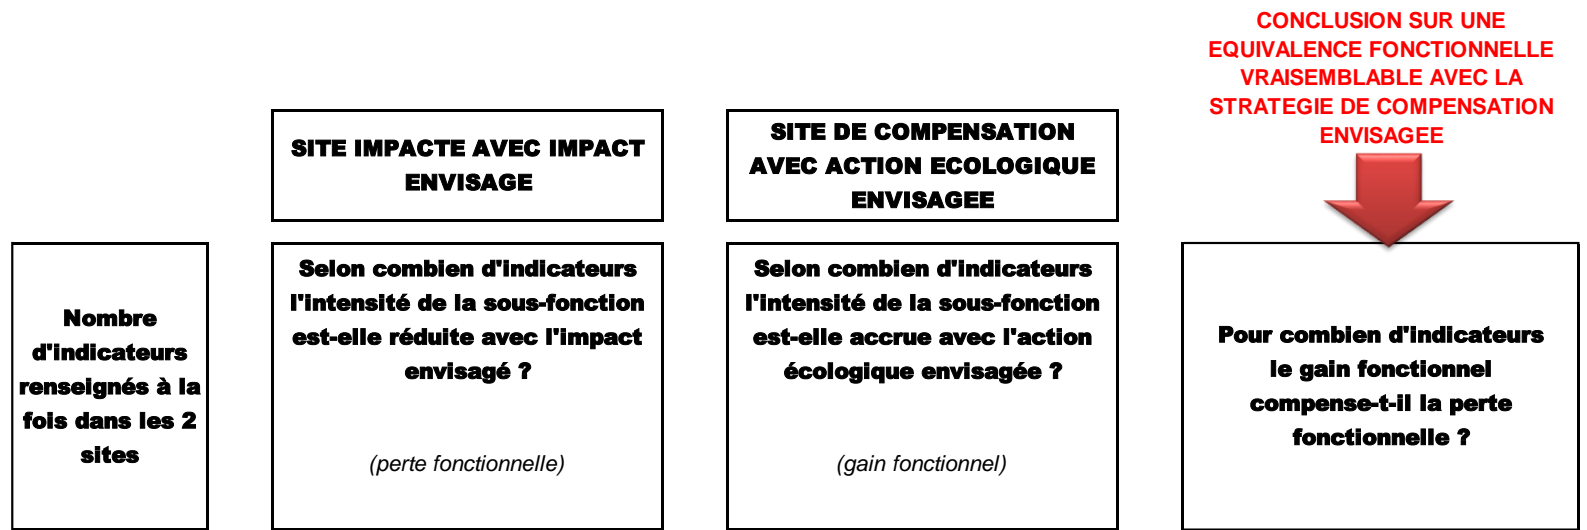 CONCLUSION SUR UNE
EQUIVALENCE FONCTIONNELLE
VRAISEMBLABLE AVEC LA
STRATEGIE DE COMPENSATION
ENVISAGEE
SITE IMPACTE AVEC IMPACT
ENVISAGE
SITE DE COMPENSATION
AVEC ACTION ECOLOGIQUE
ENVISAGEE
Nombre
d'indicateurs
renseignés à la
fois dans les 2
sites
Selon combien d'indicateurs
l'intensité de la sous-fonction
est-elle réduite avec l'impact
envisagé ?
(perte fonctionnelle)
Selon combien d'indicateurs
l'intensité de la sous-fonction
est-elle accrue avec l'action
écologique envisagée ?
(gain fonctionnel)
Pour combien d'indicateurs
le gain fonctionnel
compense-t-il la perte
fonctionnelle ?